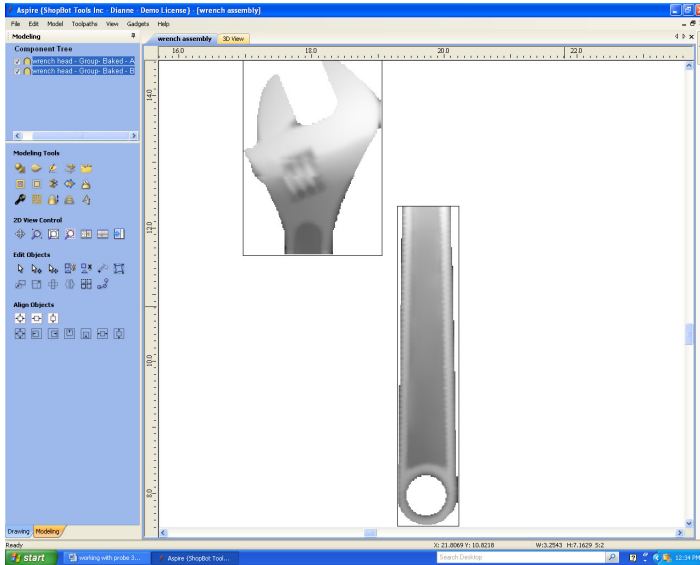 Aspire {ShopBot Tools Inc - Dianne - Demo License} - [wrench assembly]
File Edit Model Toolpaths View Gadgets Help
Modeling
wrench assembly 3D View
Component Tree
wrench head - Group- Baked - A
wrench head - Group- Baked - B
16.0 18.0 20.0 22.0
14.0
12.0
10.0
8.0
Modeling Tools
2D View Control
Edit Objects
Align Objects
Drawing Modeling
Ready
X: 21.8069 Y: 10.8218 W:3.2543 H:7.1629 S:2
start working with probe 3... Aspire {ShopBot Tool... Search Desktop 12:34 PM